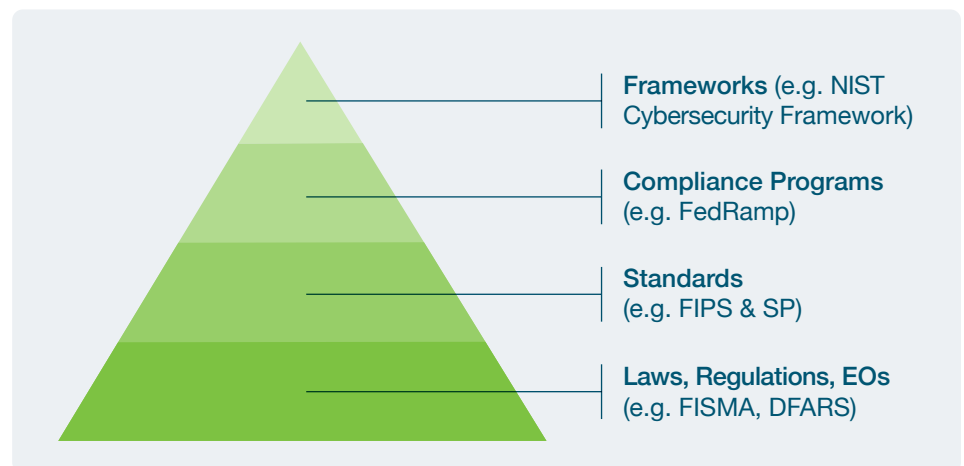 Frameworks (e.g. NIST
Cybersecurity Framework)
Compliance Programs
(e.g. FedRamp)
Standards
(e.g. FIPS & SP)
Laws, Regulations, EOs
(e.g. FISMA, DFARS)